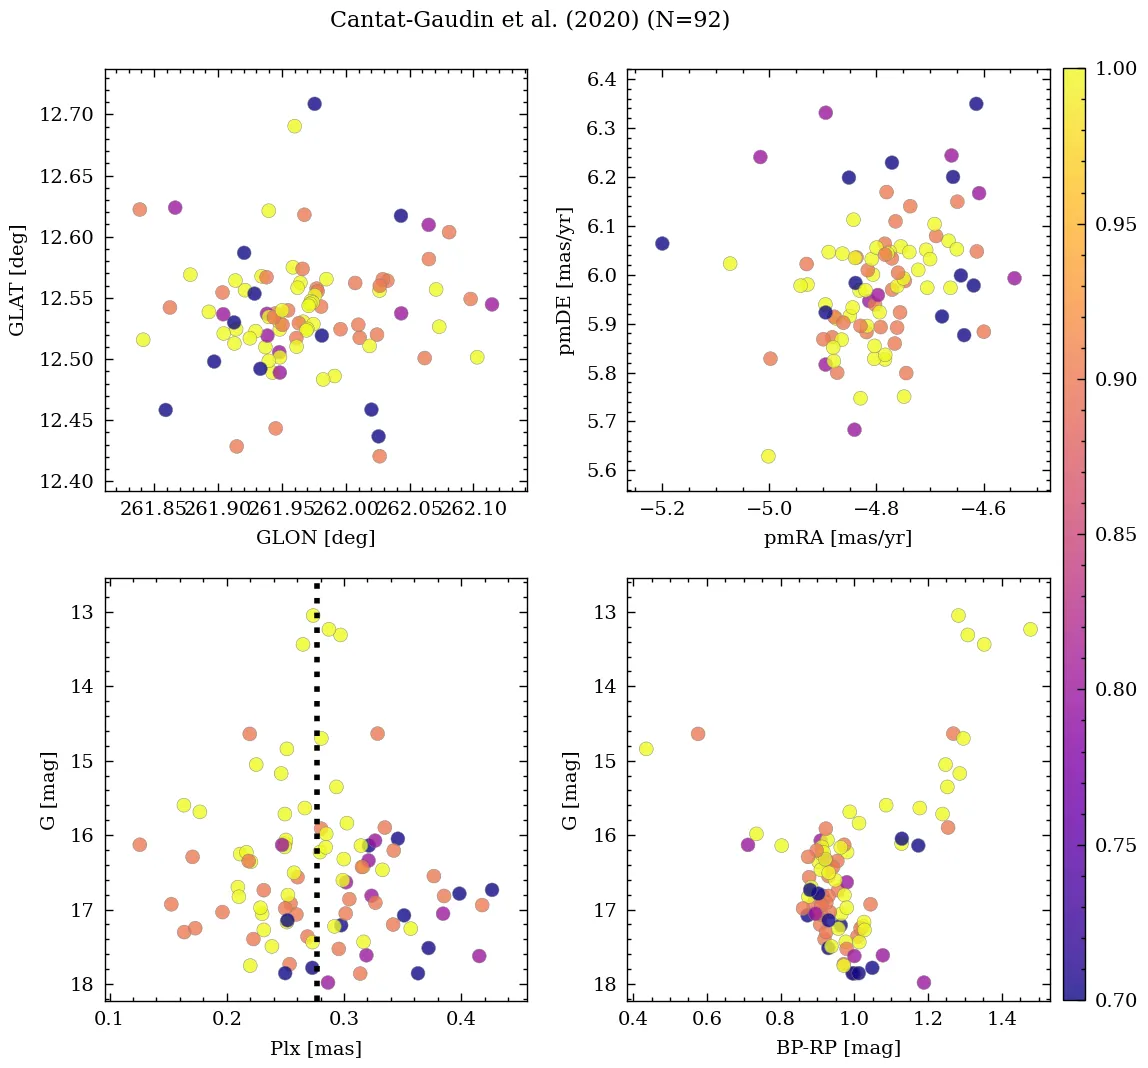 Cantat-Gaudin et al. (2020) (N=92)
12.70
12.65
12.60
12.55
12.50
12.45
12.40
GLAT [deg]
261.85 261.90 261.95 262.00 262.05 262.10
GLON [deg]
6.4
6.3
6.2
6.1
6.0
5.9
5.8
5.7
5.6
pmDE [mas/yr]
−5.2 −5.0 −4.8 −4.6
pmRA [mas/yr]
13
14
15
16
17
18
G [mag]
0.1 0.2 0.3 0.4
Plx [mas]
13
14
15
16
17
18
G [mag]
0.4 0.6 0.8 1.0 1.2 1.4
BP-RP [mag]
1.00
0.95
0.90
0.85
0.80
0.75
0.70